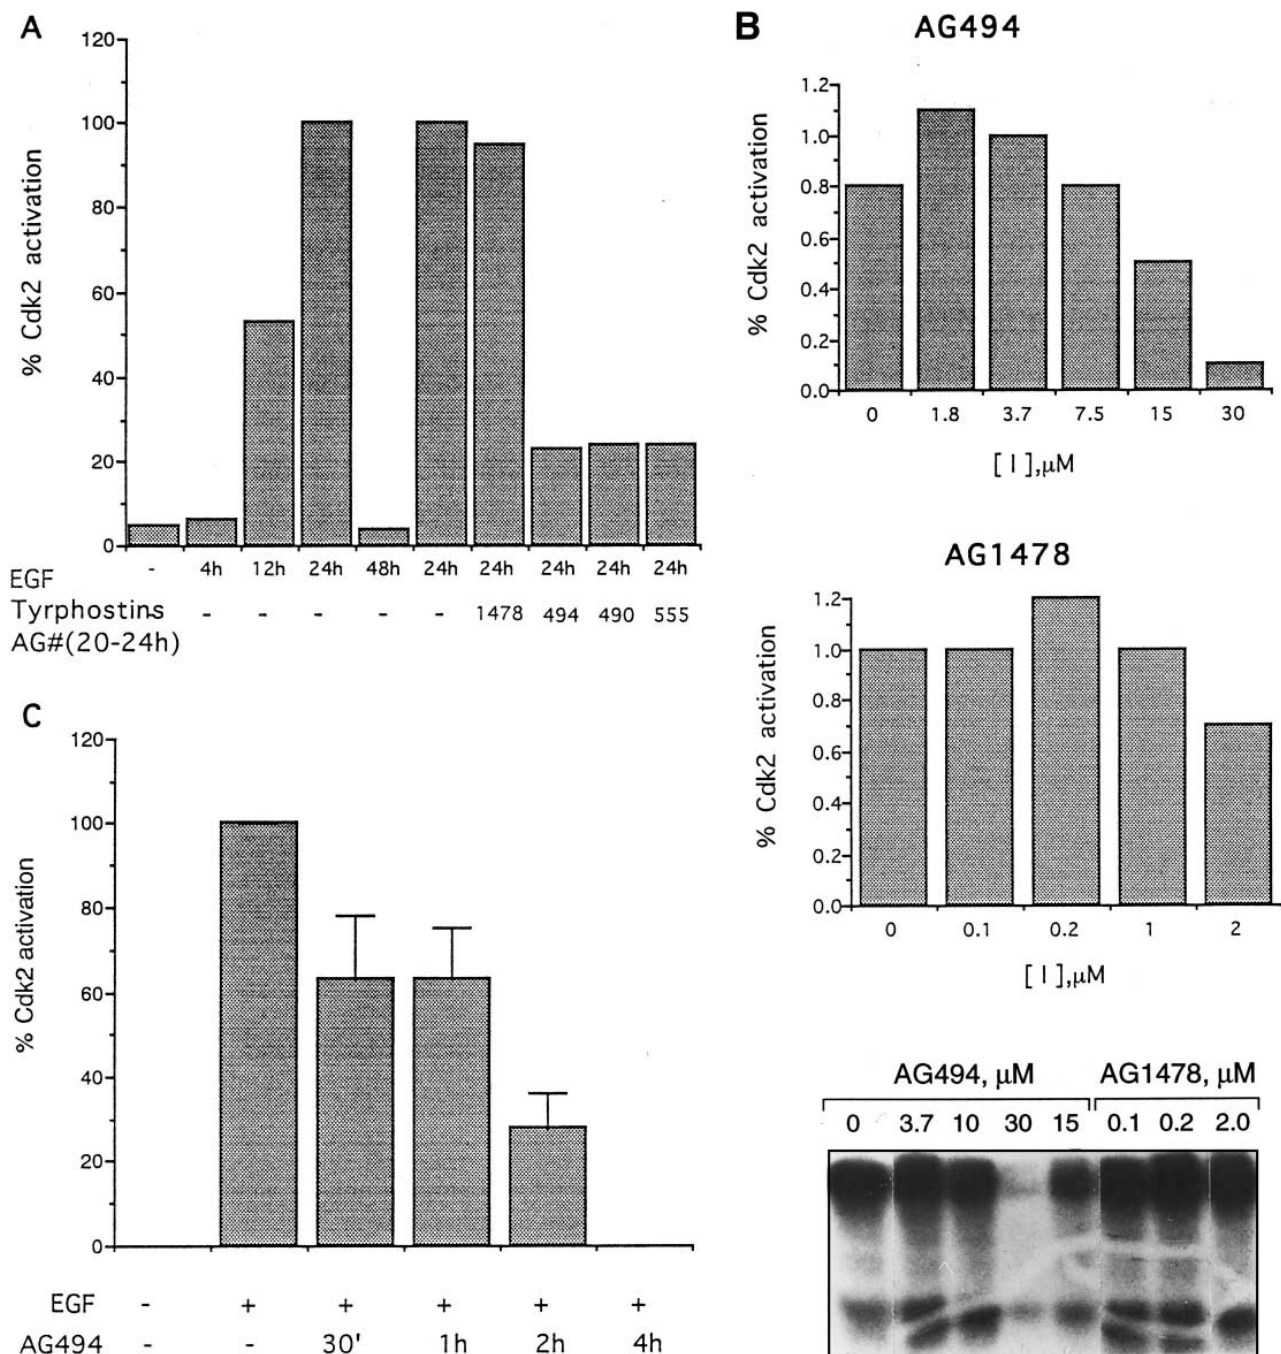 A
120
100
80
60
40
20
0
% Cdk2 activation
EGF - 4h 12h 24h 48h 24h 24h 24h 24h 24h
Tyrphostins - - - - - - 1478 494 490 555
AG#(20-24h)
B
AG494
1.2
1.0
0.8
0.6
0.4
0.2
0.0
% Cdk2 activation
0 1.8 3.7 7.5 15 30
[ I ],μM
AG1478
1.2
1.0
0.8
0.6
0.4
0.2
0.0
% Cdk2 activation
0 0.1 0.2 1 2
[ I ],μM
AG494, μM AG1478, μM
0 3.7 10 30 15 0.1 0.2 2.0
C
120
100
80
60
40
20
0
% Cdk2 activation
EGF - + + + + +
AG494 - - 30' 1h 2h 4h